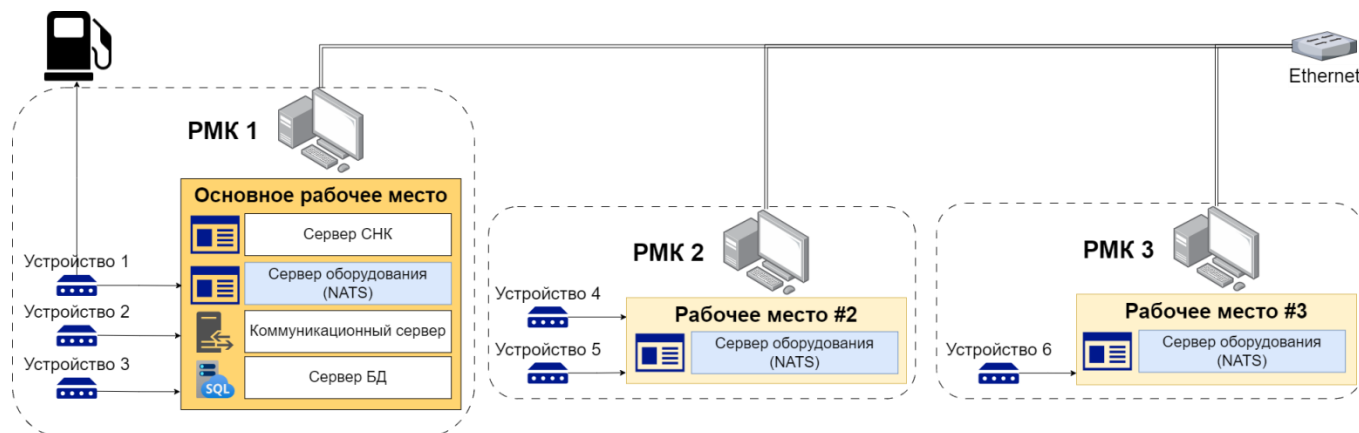 Ethernet
РМК 1
Основное рабочее место
Сервер СНК
Устройство 1
Сервер оборудования
(NATS)
Устройство 2
Коммуникационный сервер
Устройство 3
Сервер БД
SQL
РМК 2
Устройство 4
Рабочее место #2
Устройство 5
Сервер оборудования
(NATS)
РМК 3
Рабочее место #3
Устройство 6
Сервер оборудования
(NATS)